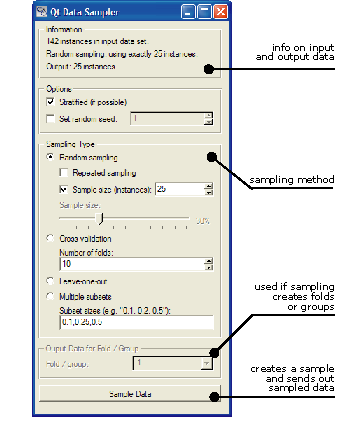 Qt Data Sampler
Information
142 instances in input data set.
Random sampling, using exactly 25 instances.
Output: 25 instances.
info on input
and output data
Options
Stratified (if possible)
Set random seed: 1
Sampling Type
Random sampling
Repeated sampling
Sample size (instances): 25
sampling method
Sample size:
30%
Cross validation
Number of folds:
10
Leave-one-out
Multiple subsets
Subset sizes (e.g. "0.1, 0.2, 0.5"):
0.1,0.25,0.5
used if sampling
creates folds
or groups
Ouput Data for Fold / Group
Fold / group: 1
Sample Data
creates a sample
and sends out
sampled data